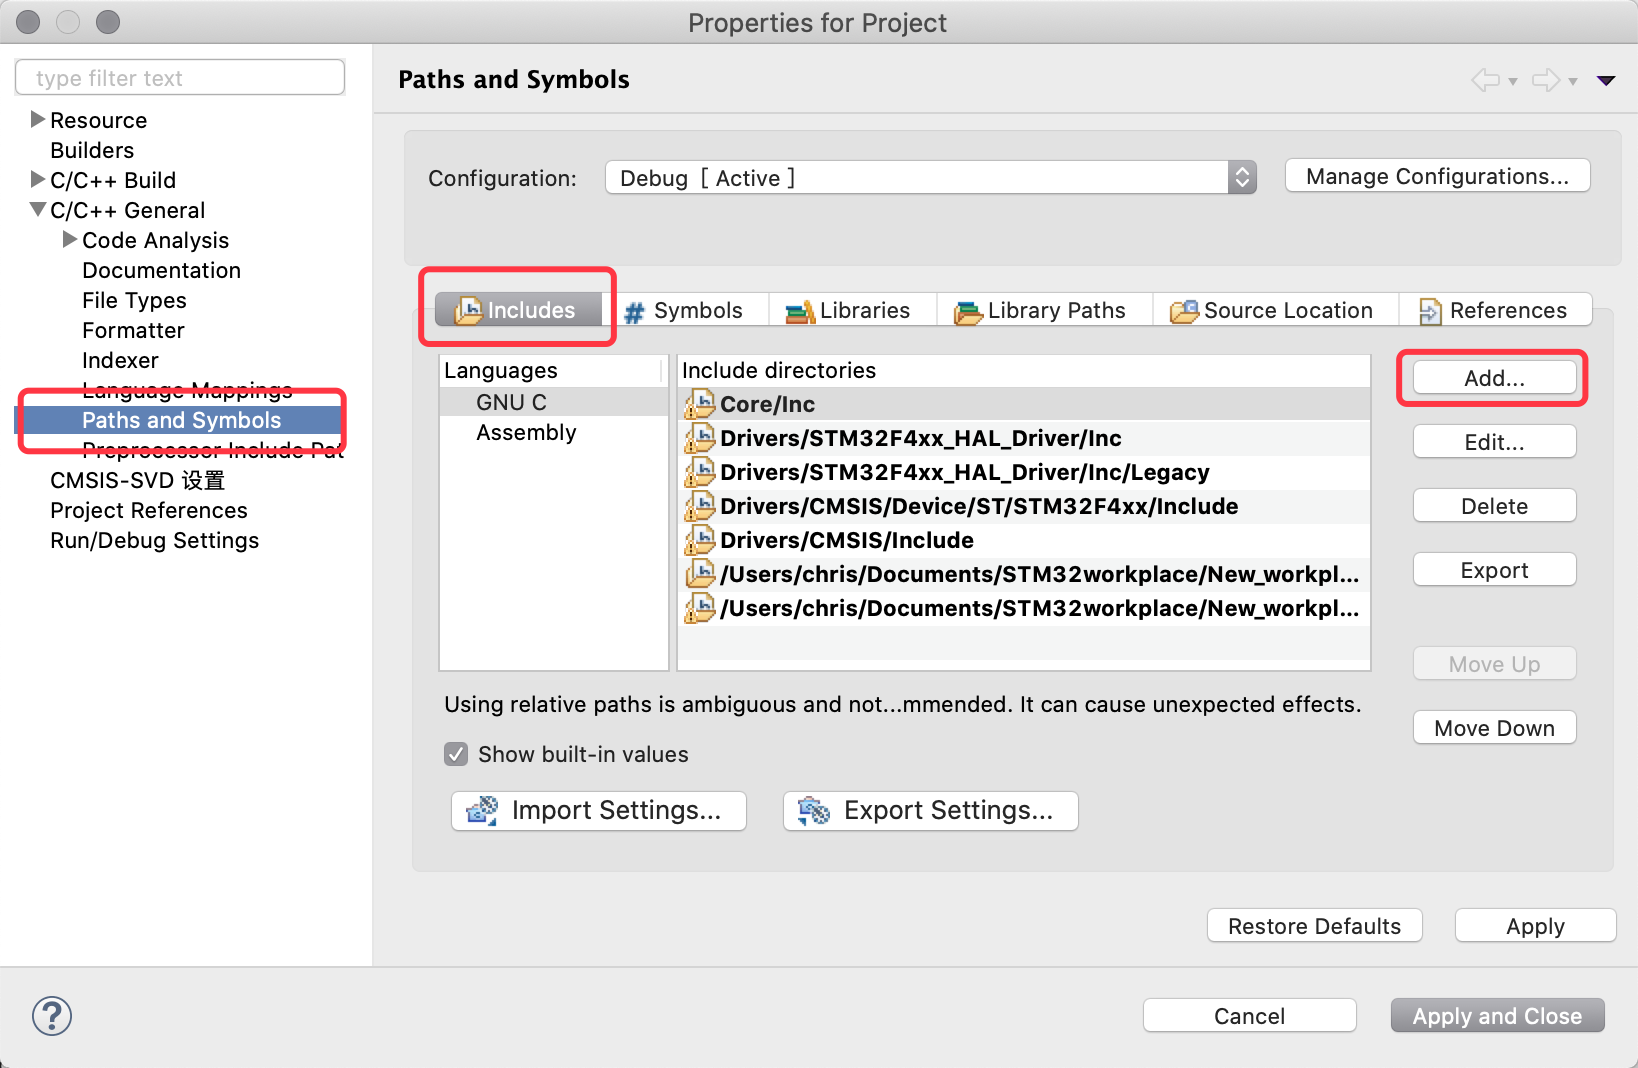 Properties for Project
type filter text
Resource
Builders
C/C++ Build
C/C++ General
Code Analysis
Documentation
File Types
Formatter
Indexer
Language Mappings
Paths and Symbols
Preprocessor Include Pat
CMSIS-SVD 设置
Project References
Run/Debug Settings
Paths and Symbols
Configuration: Debug [ Active ] Manage Configurations...
Includes # Symbols Libraries Library Paths Source Location References
Languages
GNU C
Assembly
Include directories
Core/Inc
Drivers/STM32F4xx_HAL_Driver/Inc
Drivers/STM32F4xx_HAL_Driver/Inc/Legacy
Drivers/CMSIS/Device/ST/STM32F4xx/Include
Drivers/CMSIS/Include
/Users/chris/Documents/STM32workplace/New_workpl...
/Users/chris/Documents/STM32workplace/New_workpl...
Add...
Edit...
Delete
Export
Move Up
Move Down
Using relative paths is ambiguous and not...mmended. It can cause unexpected effects.
Show built-in values
Import Settings... Export Settings...
Restore Defaults Apply
? Cancel Apply and Close